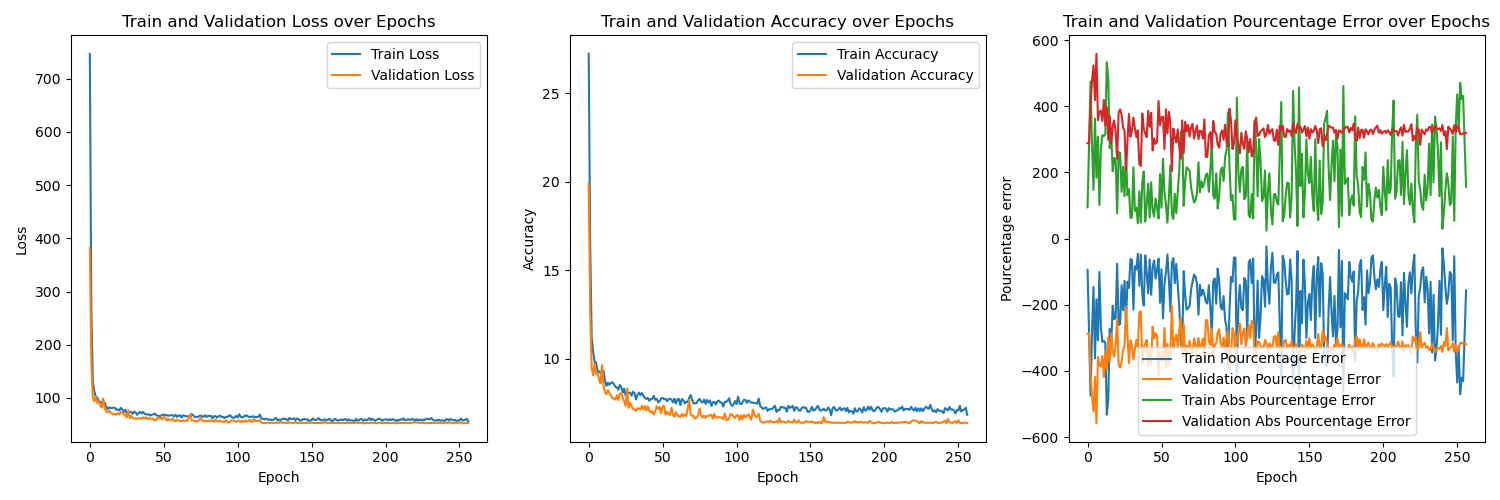 Train and Validation Loss over Epochs
Loss
700
600
500
400
300
200
100
0
50
100
150
200
250
Epoch
Train Loss
Validation Loss
Train and Validation Accuracy over Epochs
Accuracy
25
20
15
10
0
50
100
150
200
250
Epoch
Train Accuracy
Validation Accuracy
Train and Validation Pourcentage Error over Epochs
Pourcentage error
600
400
200
0
−200
−400
−600
0
50
100
150
200
250
Epoch
Train Pourcentage Error
Validation Pourcentage Error
Train Abs Pourcentage Error
Validation Abs Pourcentage Error